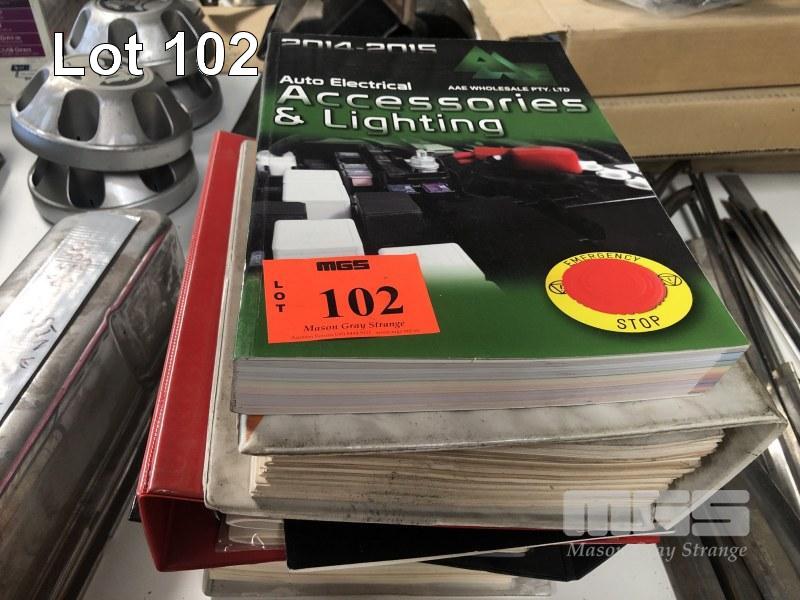 Lot 102
2014-2015
Auto Electrical
Accessories
& Lighting
AAE WHOLESALE PTY. LTD
MGS
LOT
102
Mason Gray Strange
EMERGENCY
STOP
MGS
Mason Gray Strange